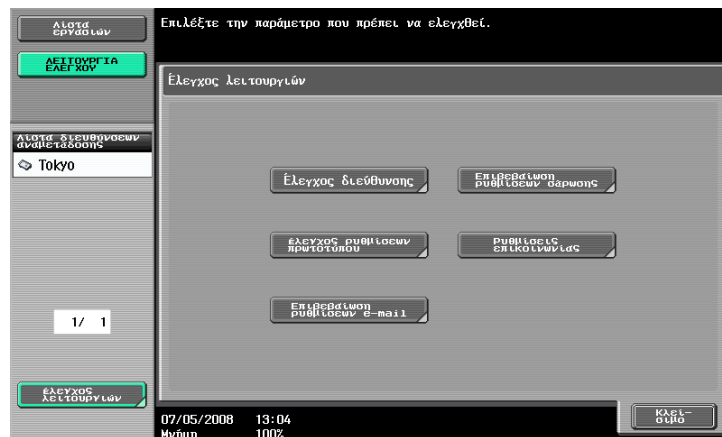 Λίστα
εργασιών
ΛΕΙΤΟΥΡΓΙΑ
ΕΛΕΓΧΟΥ
Λίστα διευθύνσεων
αναμετάδοσης
Tokyo
1/ 1
έλεγχος
λειτουργιών
Επιλέξτε την παράμετρο που πρέπει να ελεγχθεί.
Έλεγχος λειτουργιών
Έλεγχος διεύθυνσης
Επιβεβαίωση
ρυθμίσεων σάρωσης
έλεγχος ρυθμίσεων
πρωτοτύπου
Ρυθμίσεις
επικοινωνίας
Επιβεβαίωση
ρυθμίσεων e-mail
07/05/2008 13:04
Μνήμη 100%
Κλεί-
σιμο